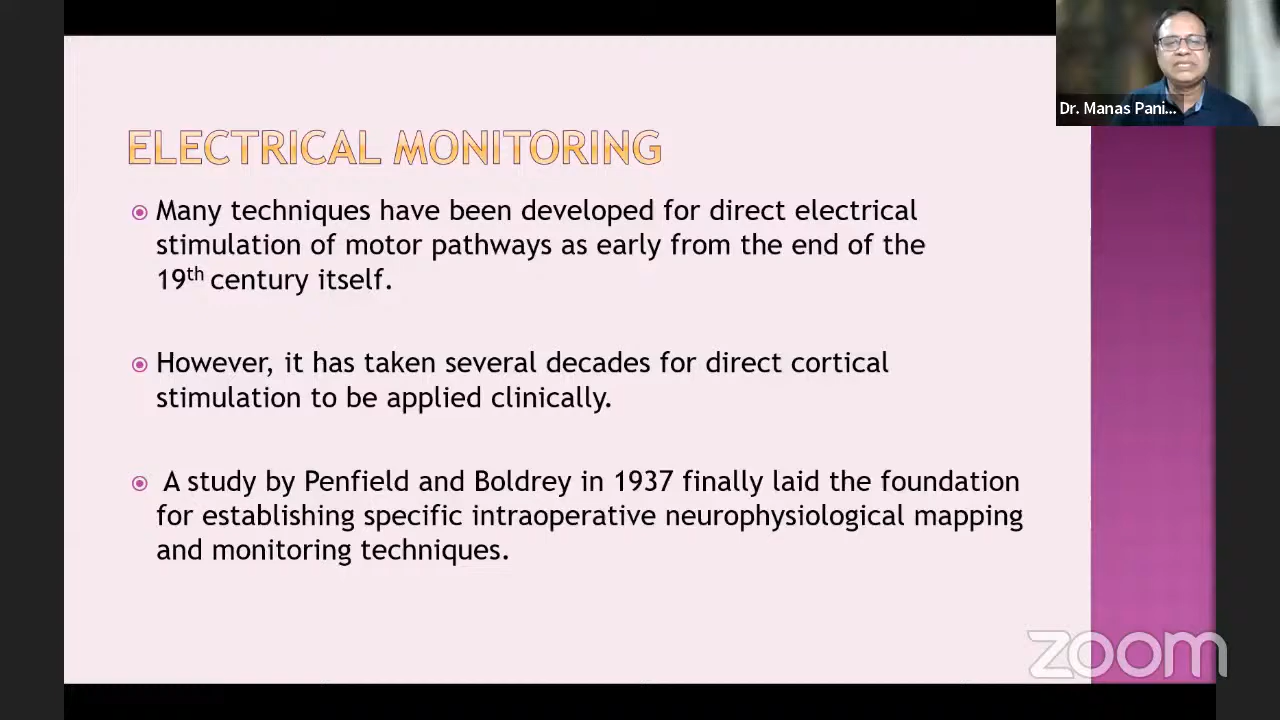 Dr. Manas Pani...
ELECTRICAL MONITORING
Many techniques have been developed for direct electrical
stimulation of motor pathways as early from the end of the
19th century itself.
However, it has taken several decades for direct cortical
stimulation to be applied clinically.
A study by Penfield and Boldrey in 1937 finally laid the foundation
for establishing specific intraoperative neurophysiological mapping
and monitoring techniques.
zoom